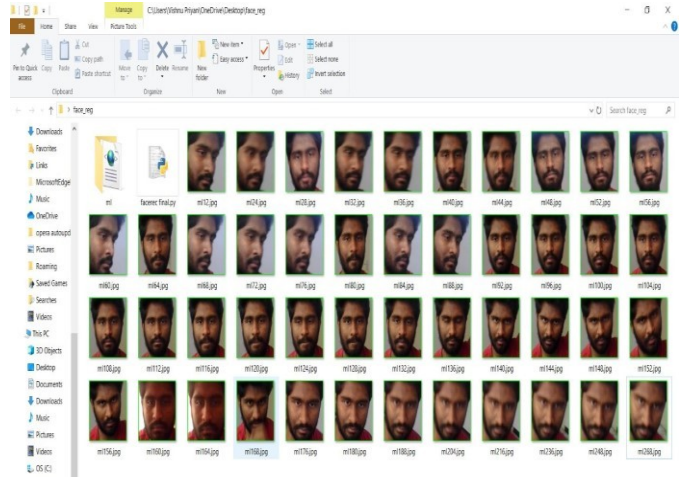 Manage
C:\Users\Vishnu Priyan\OneDrive\Desktop\face_reg
File Home Share View Picture Tools
Pin to Quick access
Copy
Paste
Cut
Copy path
Paste shortcut
Move to
Copy to
Delete
Rename
New folder
New item
Easy access
Properties
Open
Edit
History
Select all
Select none
Invert selection
Clipboard
Organize
New
Open
Select
face_reg
Search face_reg
Downloads
Favorites
Links
MicrosoftEdge
Music
OneDrive
opera autoupd
Pictures
Roaming
Saved Games
Searches
Videos
This PC
3D Objects
Desktop
Documents
Downloads
Music
Pictures
Videos
OS (C:)
ml facerec final.py ml12.jpg ml24.jpg ml28.jpg ml32.jpg ml36.jpg ml40.jpg ml44.jpg ml48.jpg ml52.jpg ml56.jpg
ml60.jpg ml64.jpg ml68.jpg ml72.jpg ml76.jpg ml80.jpg ml84.jpg ml88.jpg ml92.jpg ml96.jpg ml100.jpg ml104.jpg
ml108.jpg ml112.jpg ml116.jpg ml120.jpg ml124.jpg ml128.jpg ml132.jpg ml136.jpg ml140.jpg ml144.jpg ml148.jpg ml152.jpg
ml156.jpg ml160.jpg ml164.jpg ml168.jpg ml176.jpg ml180.jpg ml188.jpg ml204.jpg ml216.jpg ml236.jpg ml248.jpg ml268.jpg